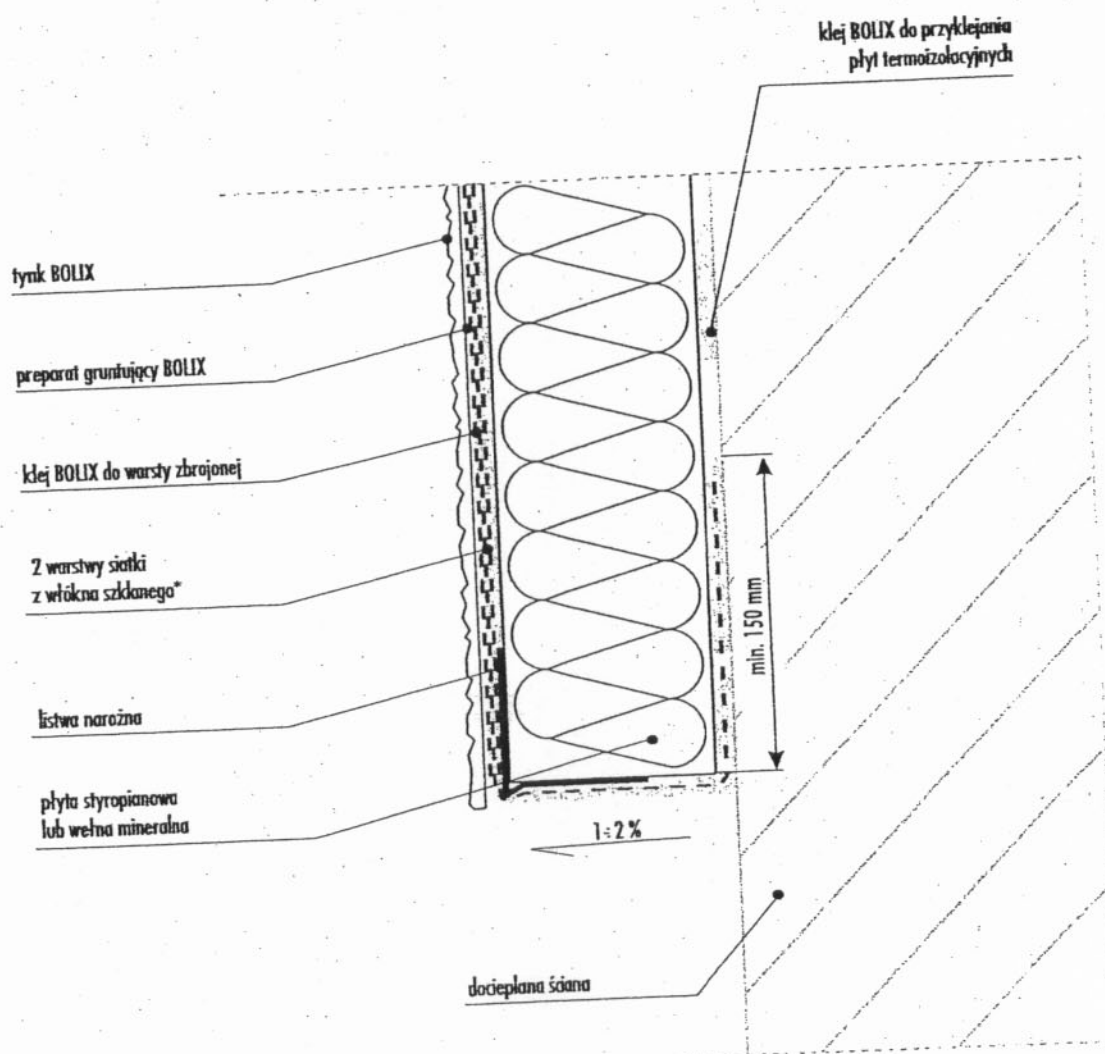 klej BOLIX do przyklejania
płyt termoizolacyjnych
tynk BOLIX
preparat gruntujący BOLIX
klej BOLIX do warsty zbrojonej
2 warstwy siatki
z włókna szklanego*
listwa narożna
płyta styropianowa
lub wełna mineralna
min. 150 mm
1÷2 %
docieplana ściana